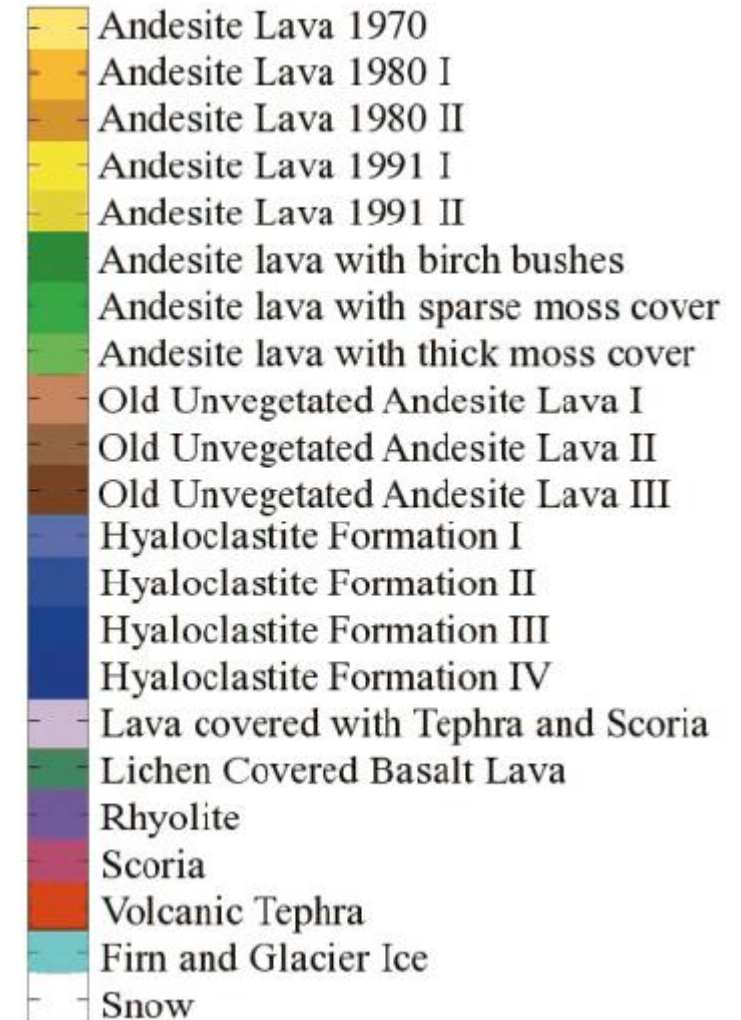 Andesite Lava 1970
Andesite Lava 1980 I
Andesite Lava 1980 II
Andesite Lava 1991 I
Andesite Lava 1991 II
Andesite lava with birch bushes
Andesite lava with sparse moss cover
Andesite lava with thick moss cover
Old Unvegetated Andesite Lava I
Old Unvegetated Andesite Lava II
Old Unvegetated Andesite Lava III
Hyaloclastite Formation I
Hyaloclastite Formation II
Hyaloclastite Formation III
Hyaloclastite Formation IV
Lava covered with Tephra and Scoria
Lichen Covered Basalt Lava
Rhyolite
Scoria
Volcanic Tephra
Firn and Glacier Ice
Snow